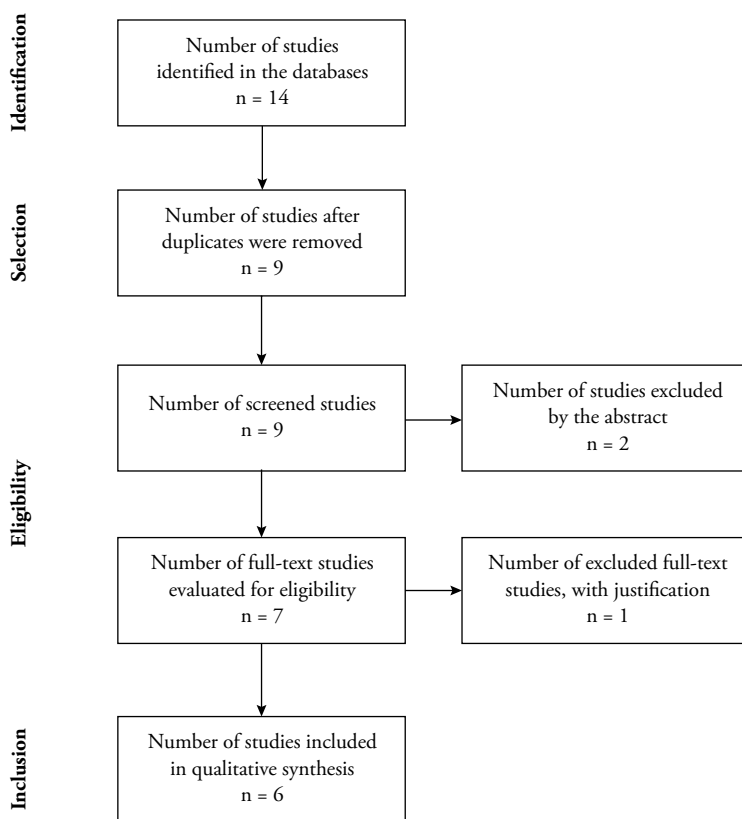 Identification
Number of studies
identified in the databases
n = 14
Selection
Number of studies after
duplicates were removed
n = 9
Eligibility
Number of screened studies
n = 9
Number of studies excluded
by the abstract
n = 2
Number of full-text studies
evaluated for eligibility
n = 7
Number of excluded full-text
studies, with justification
n = 1
Inclusion
Number of studies included
in qualitative synthesis
n = 6